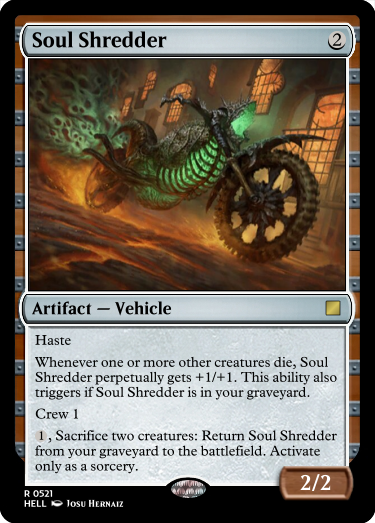 Soul Shredder 2
Artifact — Vehicle
Haste
Whenever one or more other creatures die, Soul
Shredder perpetually gets +1/+1. This ability also
triggers if Soul Shredder is in your graveyard.
Crew 1
1, Sacrifice two creatures: Return Soul Shredder
from your graveyard to the battlefield. Activate
only as a sorcery.
2/2
R 0521
HELL JOSU HERNAIZ